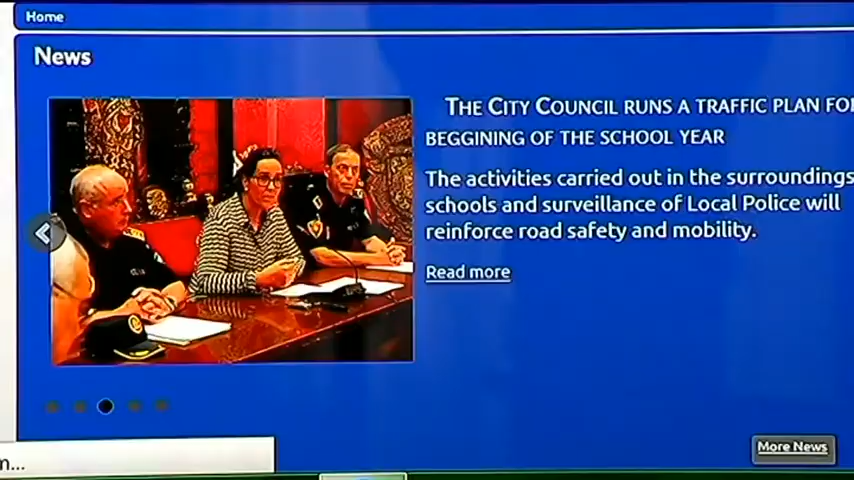 Home
News
THE CITY COUNCIL RUNS A TRAFFIC PLAN FO
BEGGINING OF THE SCHOOL YEAR
The activities carried out in the surroundings
schools and surveillance of Local Police will
reinforce road safety and mobility.
Read more
More News
m...